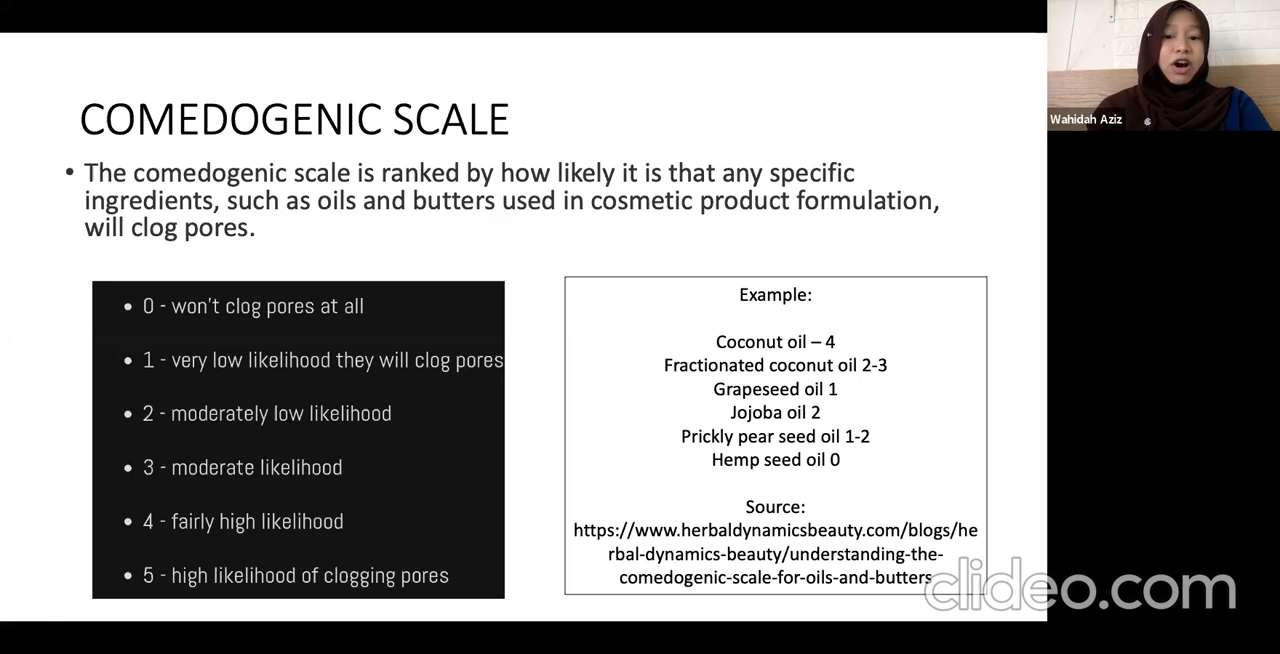 COMEDOGENIC SCALE
• The comedogenic scale is ranked by how likely it is that any specific
ingredients, such as oils and butters used in cosmetic product formulation,
will clog pores.
• 0 - won't clog pores at all
• 1 - very low likelihood they will clog pores
• 2 - moderately low likelihood
• 3 - moderate likelihood
• 4 - fairly high likelihood
• 5 - high likelihood of clogging pores
Example:
Coconut oil – 4
Fractionated coconut oil 2-3
Grapeseed oil 1
Jojoba oil 2
Prickly pear seed oil 1-2
Hemp seed oil 0
Source:
https://www.herbaldynamicsbeauty.com/blogs/he
rbal-dynamics-beauty/understanding-the-
comedogenic-scale-for-oils-and-butters
Wahidah Aziz
clideo.com